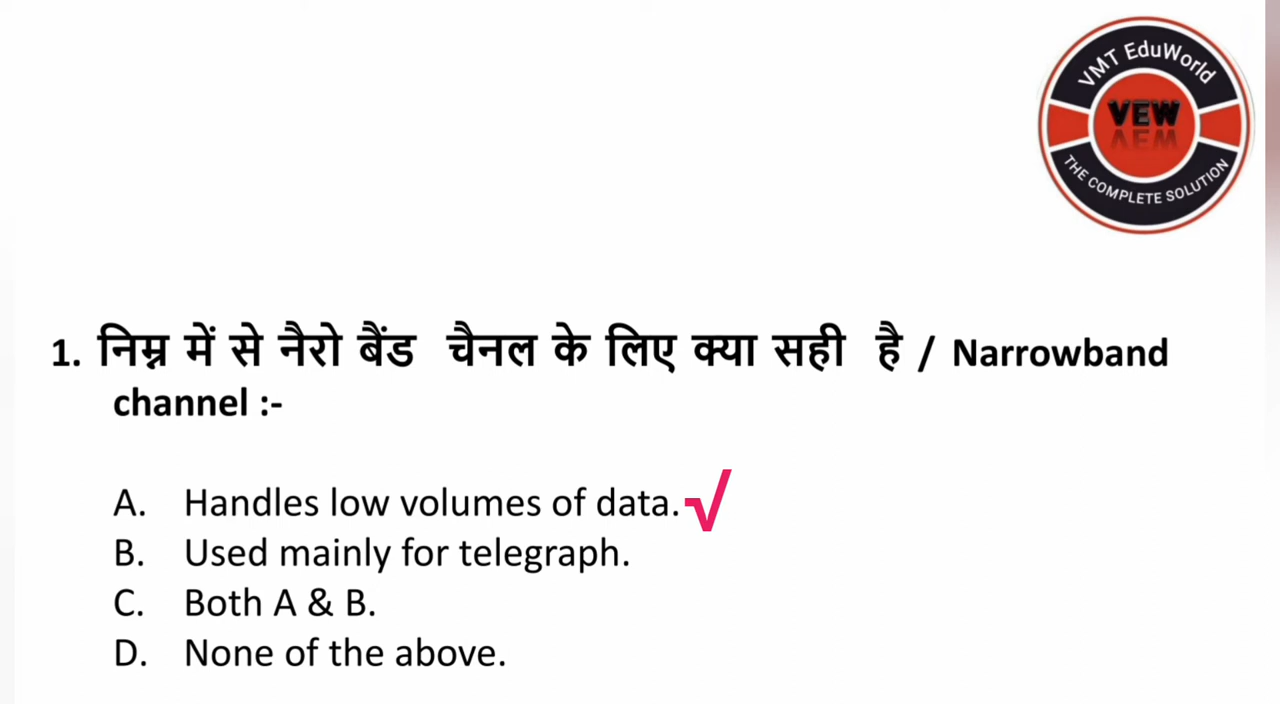 VMT EduWorld
VEW
THE COMPLETE SOLUTION
1. निम्न में से नैरो बैंड चैनल के लिए क्या सही है / Narrowband
channel :-
A. Handles low volumes of data.√
B. Used mainly for telegraph.
C. Both A & B.
D. None of the above.